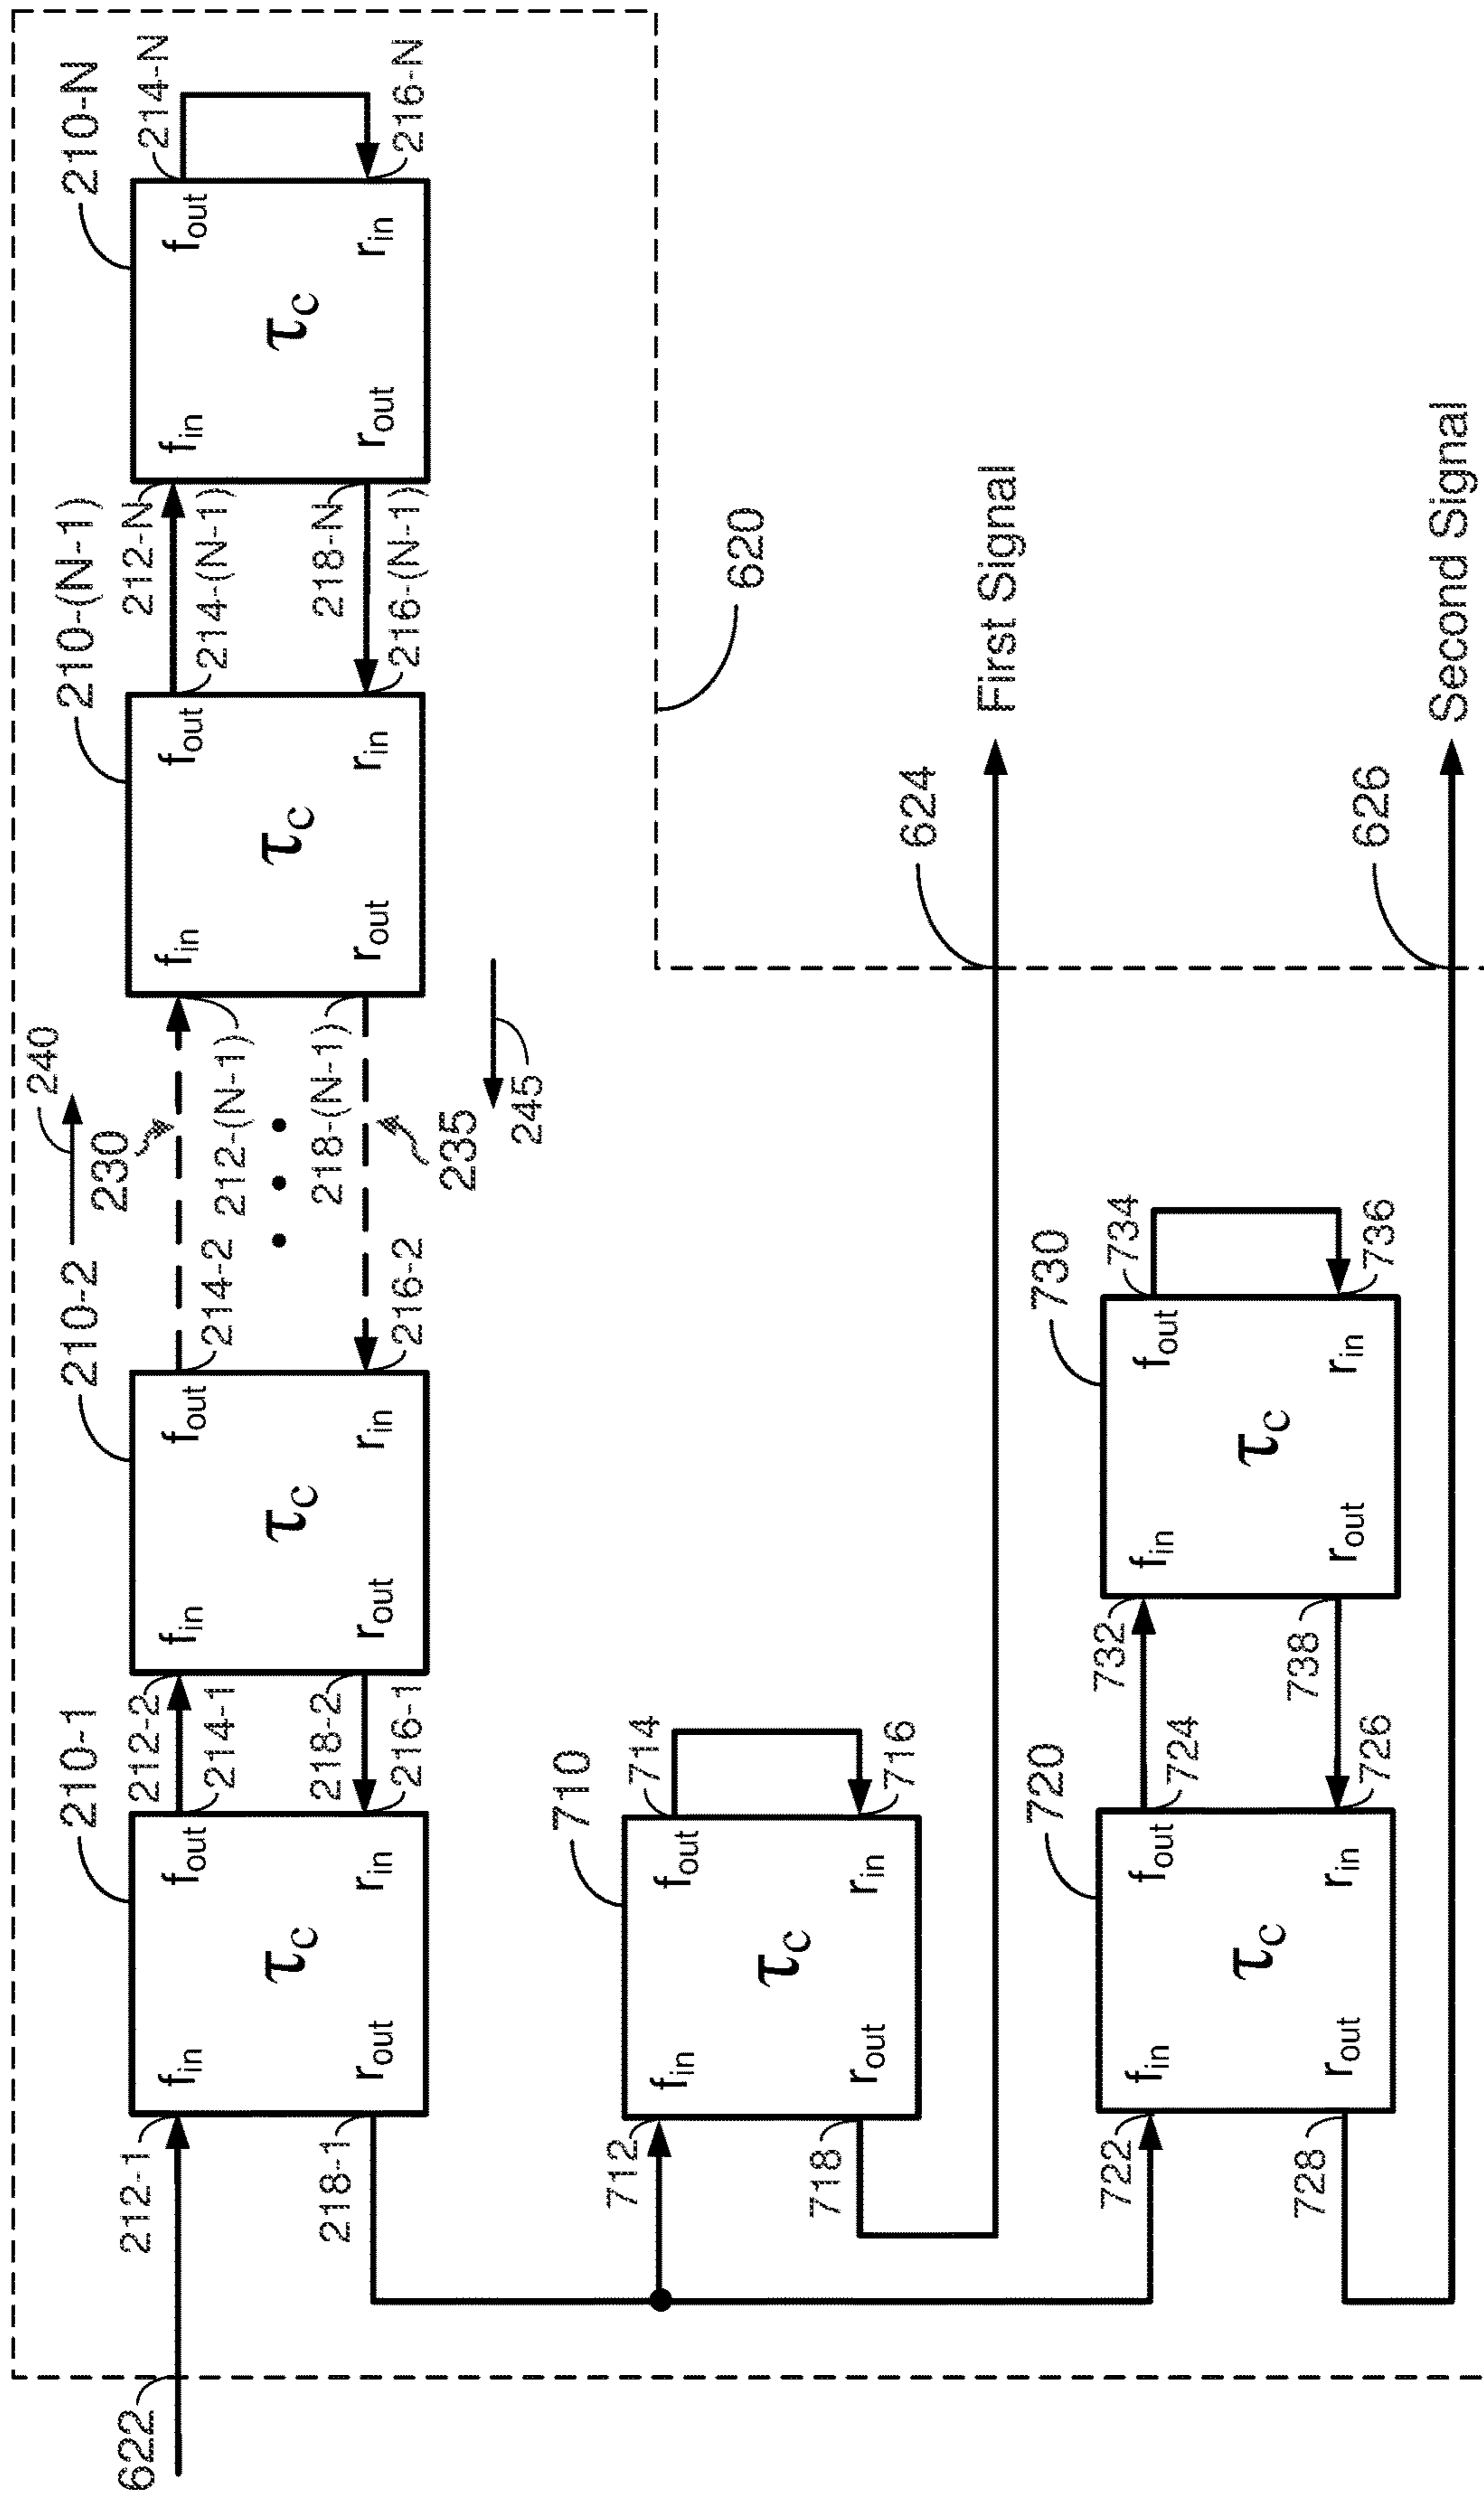 240
210-1
210-2
230
210-(N-1)
210-N
622
212-1
212-2
214-1
214-2
212-(N-1)
212-N
214-(N-1)
214-N
f_in
f_out
f_in
f_out
f_in
f_out
f_in
f_out
τ_c
τ_c
• • •
τ_c
τ_c
r_out
r_in
r_out
r_in
r_out
r_in
r_out
r_in
218-1
218-2
216-1
216-2
218-(N-1)
218-N
216-(N-1)
216-N
235
245
710
712
714
f_in
f_out
τ_c
r_out
r_in
718
716
620
624
First Signal
720
730
722
724
732
734
f_in
f_out
f_in
f_out
τ_c
τ_c
r_out
r_in
r_out
r_in
728
726
738
736
626
Second Signal